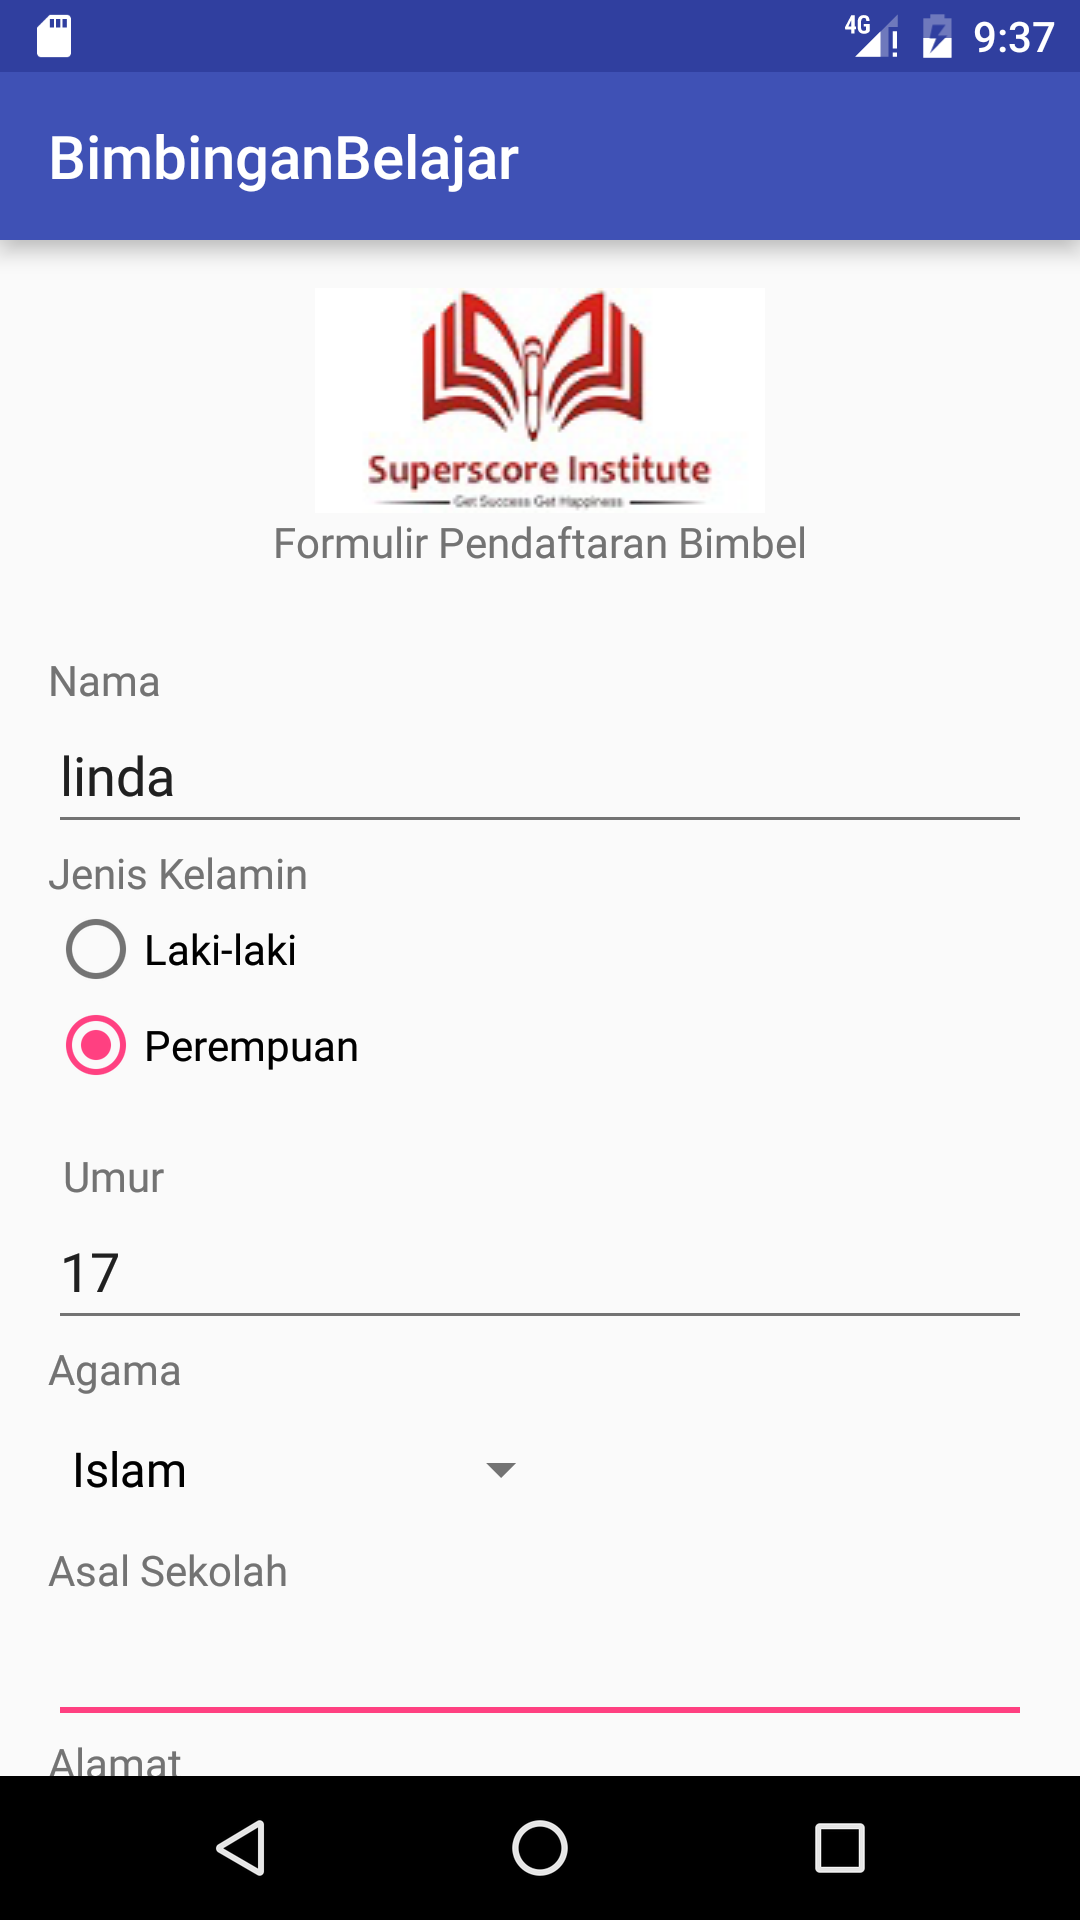 4G 9:37
BimbinganBelajar
Superscore Institute
Get Success Get Happiness
Formulir Pendaftaran Bimbel
Nama
linda
Jenis Kelamin
Laki-laki
Perempuan
Umur
17
Agama
Islam
Asal Sekolah
Alamat